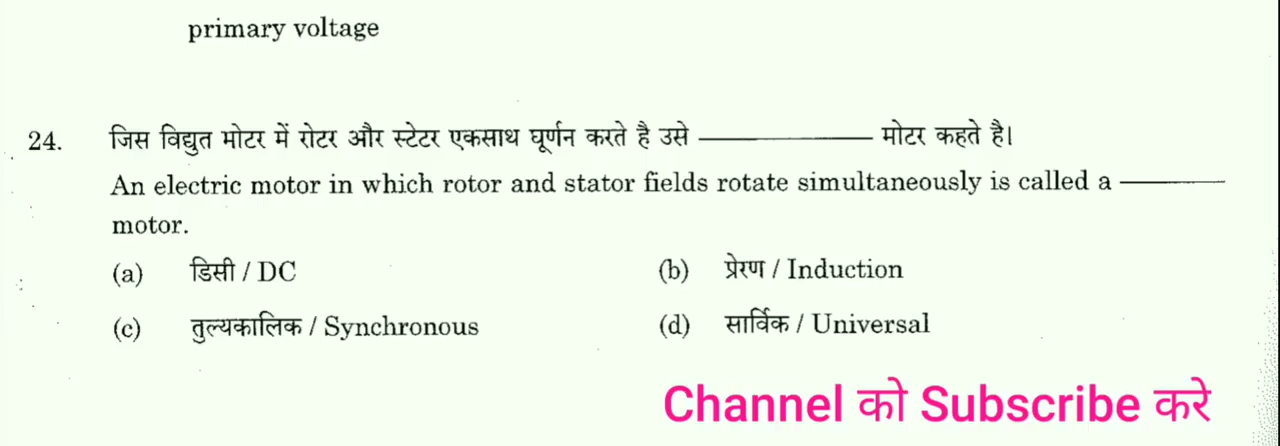 primary voltage
24. जिस विद्युत मोटर में रोटर और स्टेटर एकसाथ घूर्णन करते है उसे ———— मोटर कहते है।
An electric motor in which rotor and stator fields rotate simultaneously is called a ————
motor.
(a) डिसी / DC (b) प्रेरण / Induction
(c) तुल्यकालिक / Synchronous (d) सार्विक / Universal
Channel को Subscribe करे